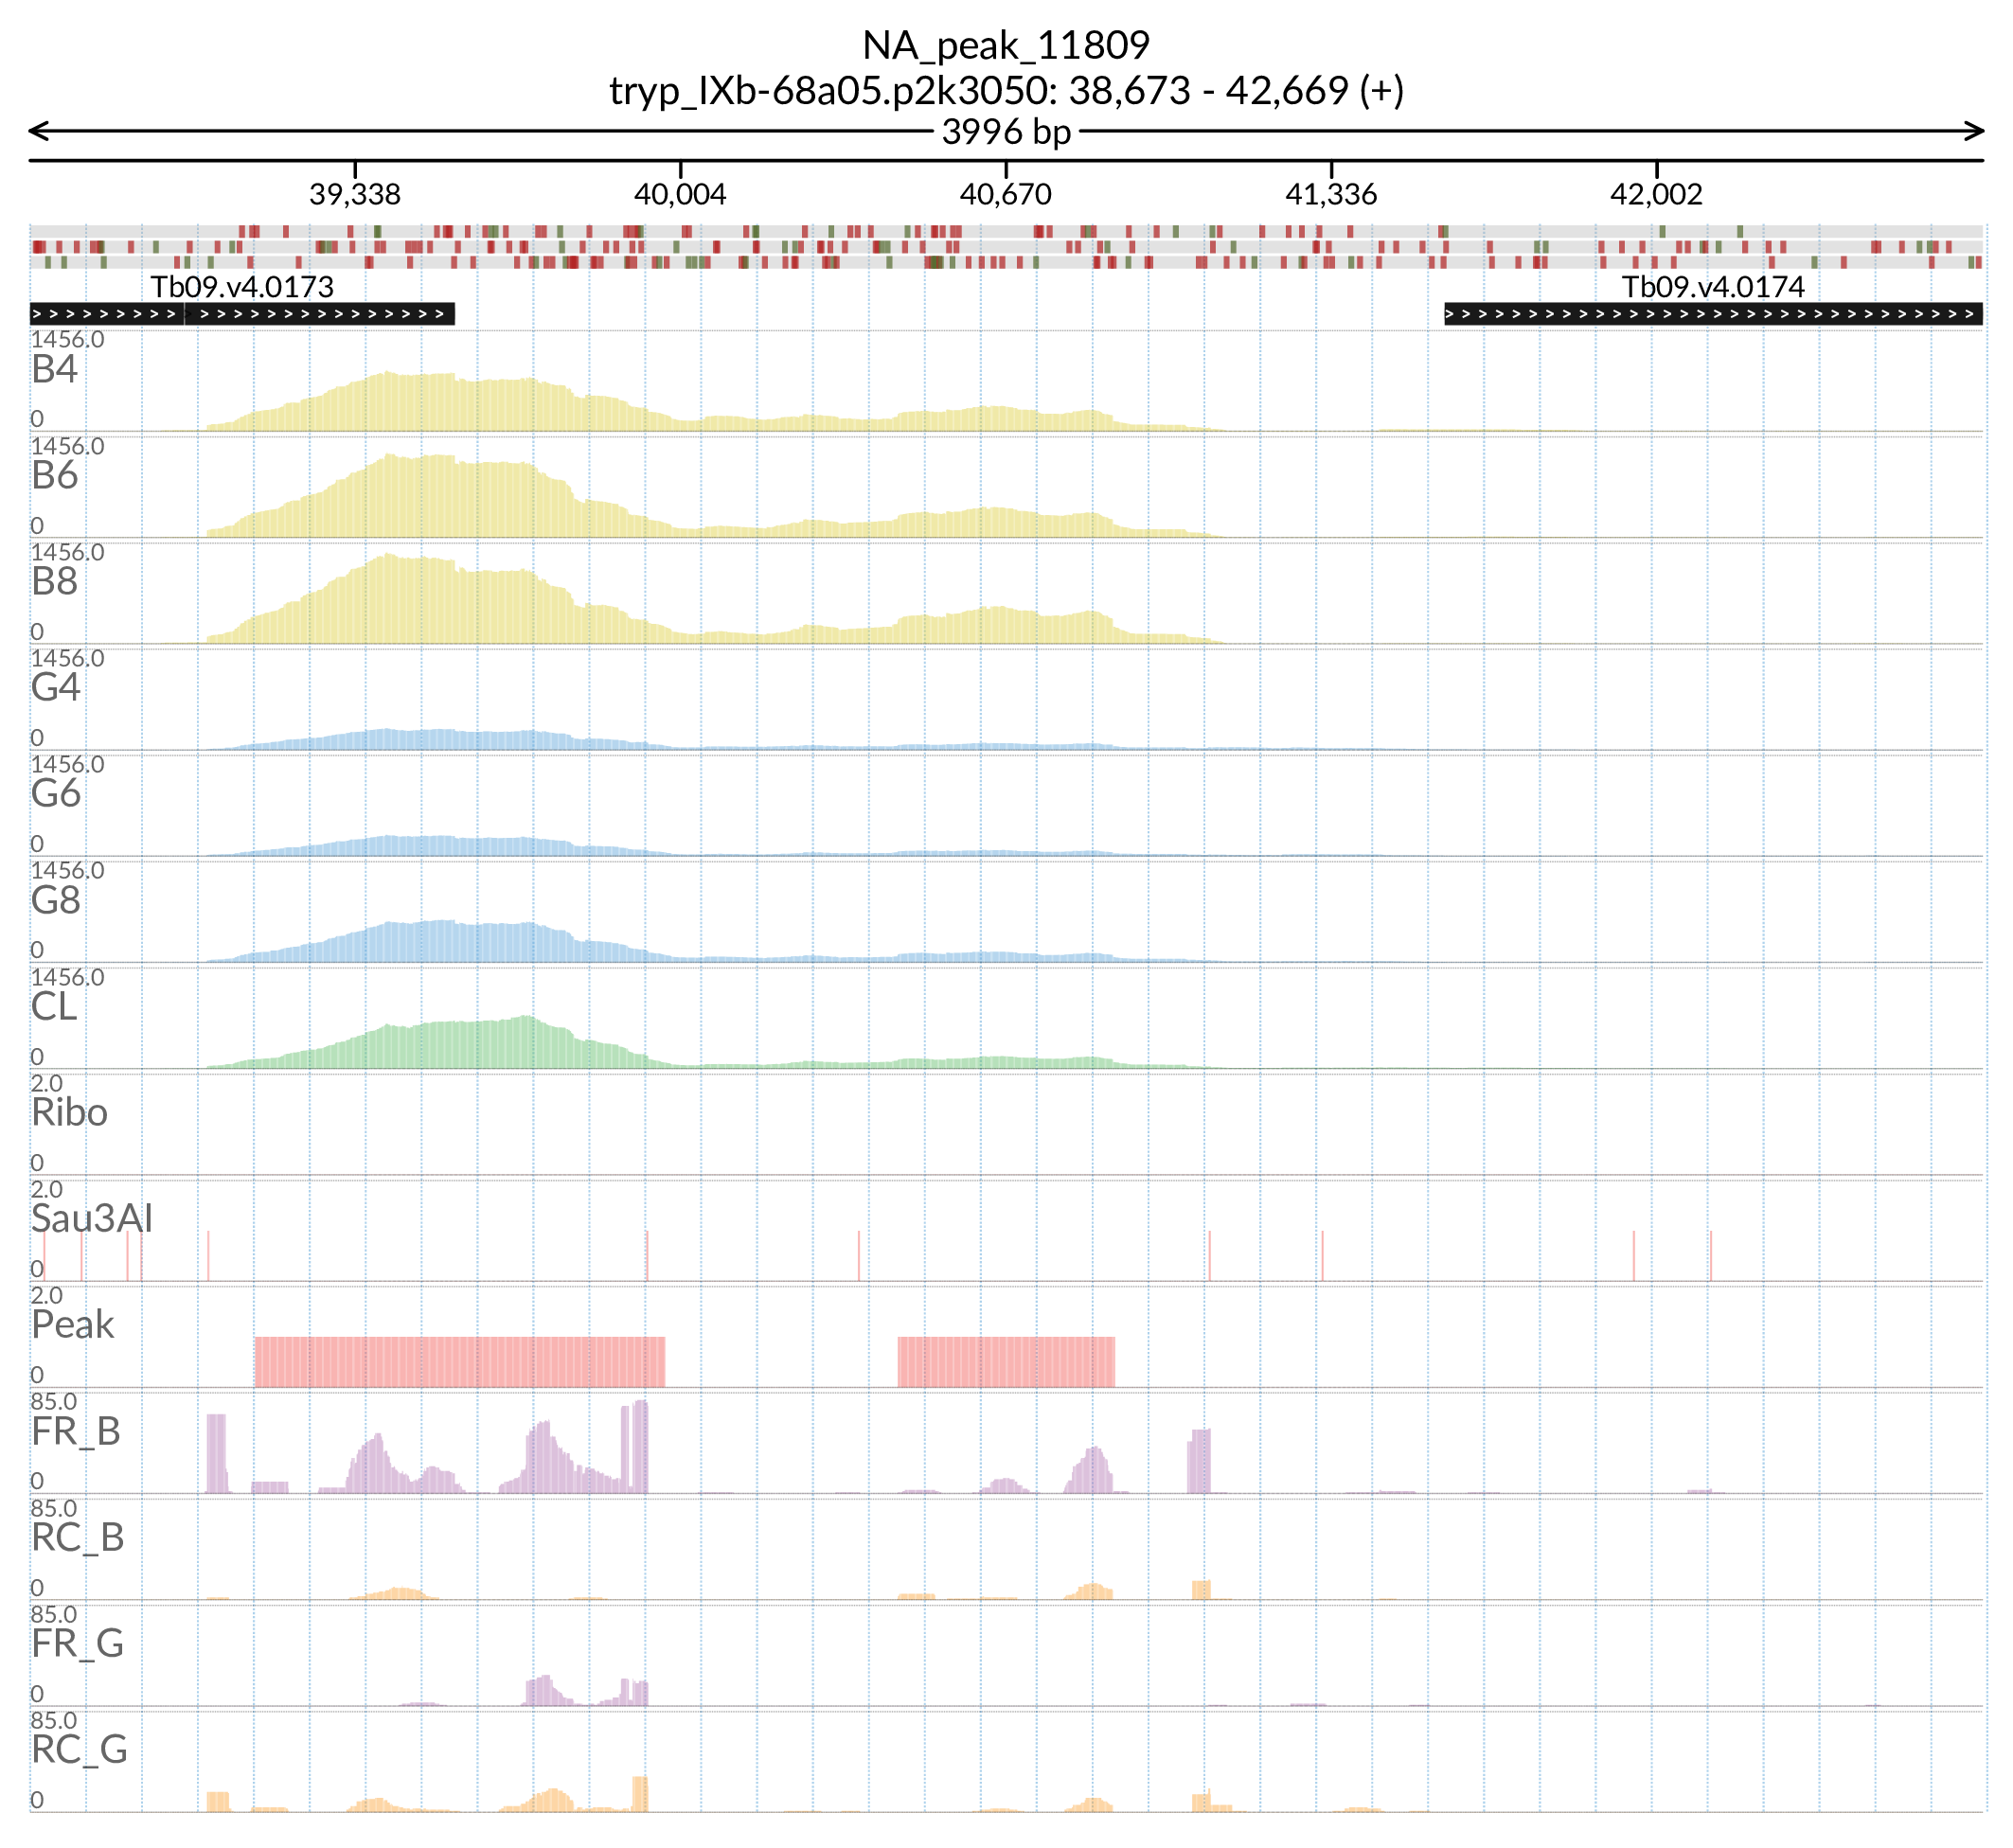 NA_peak_11809
tryp_IXb-68a05.p2k3050: 38,673 - 42,669 (+)
3996 bp
39,338 40,004 40,670 41,336 42,002
Tb09.v4.0173 Tb09.v4.0174
1456.0
B4
0
1456.0
B6
0
1456.0
B8
0
1456.0
G4
0
1456.0
G6
0
1456.0
G8
0
1456.0
CL
0
2.0
Ribo
0
2.0
Sau3AI
0
2.0
Peak
0
85.0
FR_B
0
85.0
RC_B
0
85.0
FR_G
0
85.0
RC_G
0